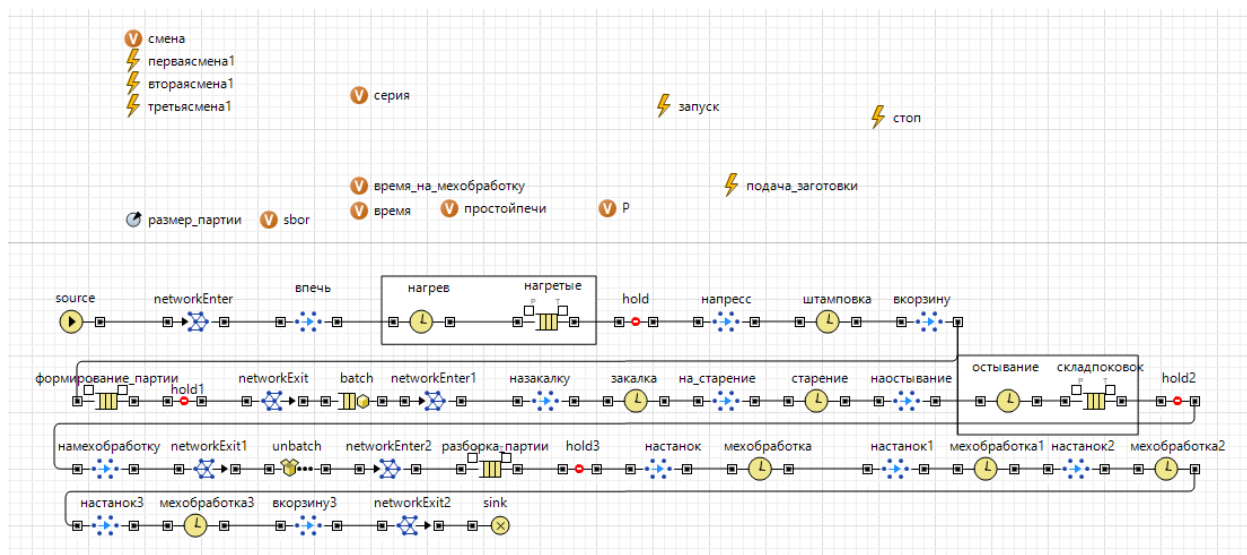 смена
перваясмена1
втораясмена1
третьясмена1
серия
запуск
стоп
время_на_мехобработку
подача_заготовки
размер_партии
sbor
время
простойпечи
P
source
networkEnter
впечь
нагрев
нагретые
hold
напресс
штамповка
вкорзину
формирование_партии
hold1
networkExit
batch
networkEnter1
назакалку
закалка
на_старение
старение
наостывание
остывание
складпоковок
hold2
намехобработку
networkExit1
unbatch
networkEnter2
разборка_партии
hold3
настанок
мехобработка
настанок1
мехобработка1
настанок2
мехобработка2
настанок3
мехобработка3
вкорзину3
networkExit2
sink